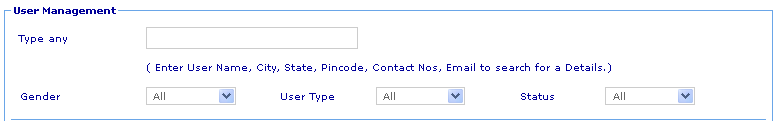 User Management
Type any
( Enter User Name, City, State, Pincode, Contact Nos, Email to search for a Details.)
Gender All User Type All Status All